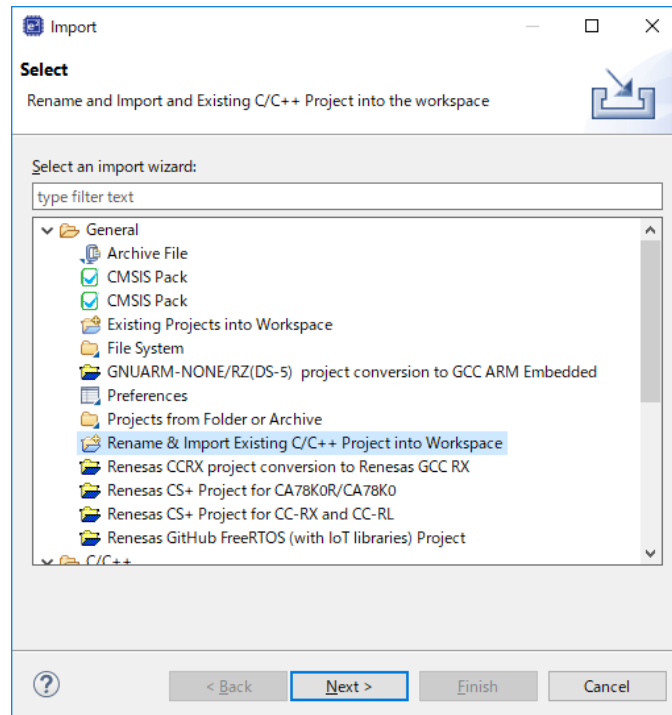 Import
Select
Rename and Import and Existing C/C++ Project into the workspace
Select an import wizard:
type filter text
General
Archive File
CMSIS Pack
CMSIS Pack
Existing Projects into Workspace
File System
GNUARM-NONE/RZ(DS-5) project conversion to GCC ARM Embedded
Preferences
Projects from Folder or Archive
Rename & Import Existing C/C++ Project into Workspace
Renesas CCRX project conversion to Renesas GCC RX
Renesas CS+ Project for CA78K0R/CA78K0
Renesas CS+ Project for CC-RX and CC-RL
Renesas GitHub FreeRTOS (with IoT libraries) Project
C/C++
< Back Next > Finish Cancel